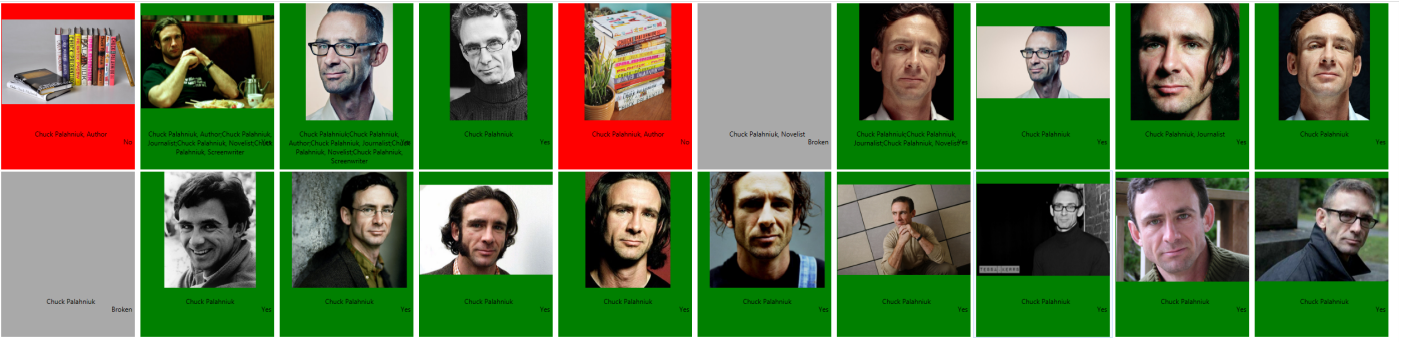 Chuck Palahniuk, Author
No
Chuck Palahniuk, Author;Chuck Palahniuk,
Journalist;Chuck Palahniuk, Novelist;Chuck
Palahniuk, Screenwriter
Chuck Palahniuk;Chuck Palahniuk,
Author;Chuck Palahniuk, Journalist;Chuck
Palahniuk, Novelist;Chuck Palahniuk,
Screenwriter
Chuck Palahniuk
Yes
Chuck Palahniuk, Author
No
Chuck Palahniuk, Novelist
Broken
Chuck Palahniuk;Chuck Palahniuk,
Journalist;Chuck Palahniuk, Novelist
Yes
Chuck Palahniuk
Yes
Chuck Palahniuk, Journalist
Yes
Chuck Palahniuk
Yes
Chuck Palahniuk
Broken
Chuck Palahniuk
Yes
Chuck Palahniuk
Yes
Chuck Palahniuk
Yes
Chuck Palahniuk
Yes
Chuck Palahniuk
Yes
Chuck Palahniuk
Yes
Chuck Palahniuk
Yes
Chuck Palahniuk
Yes
Chuck Palahniuk
Yes